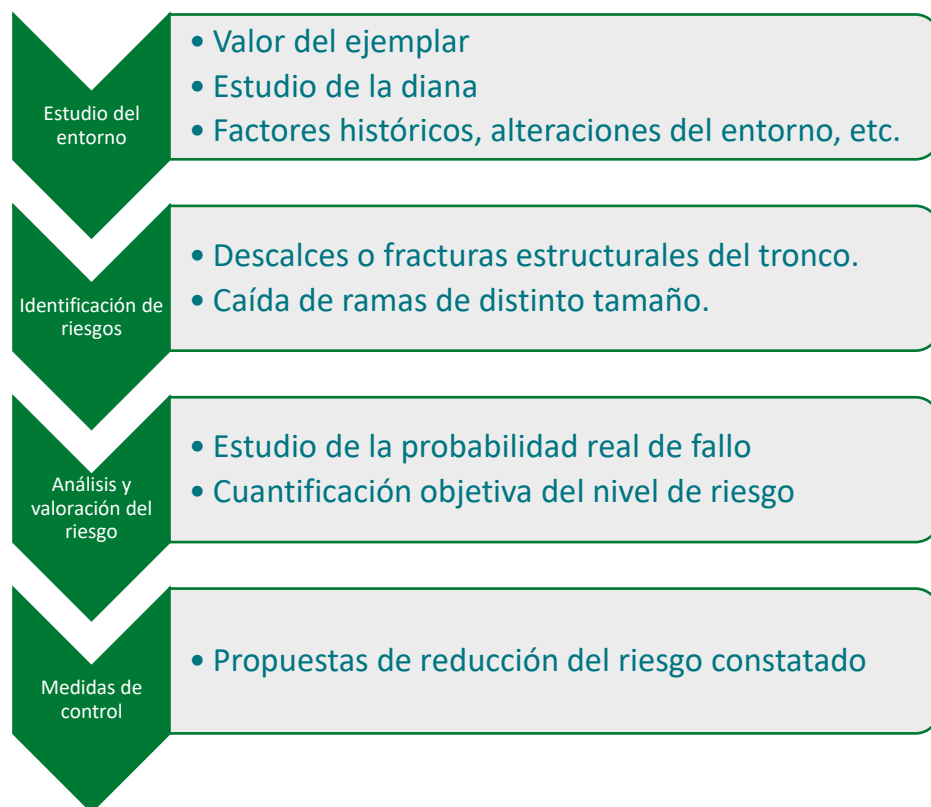 Estudio del
entorno
• Valor del ejemplar
• Estudio de la diana
• Factores históricos, alteraciones del entorno, etc.
Identificación de
riesgos
• Descalces o fracturas estructurales del tronco.
• Caída de ramas de distinto tamaño.
Análisis y
valoración del
riesgo
• Estudio de la probabilidad real de fallo
• Cuantificación objetiva del nivel de riesgo
Medidas de
control
• Propuestas de reducción del riesgo constatado